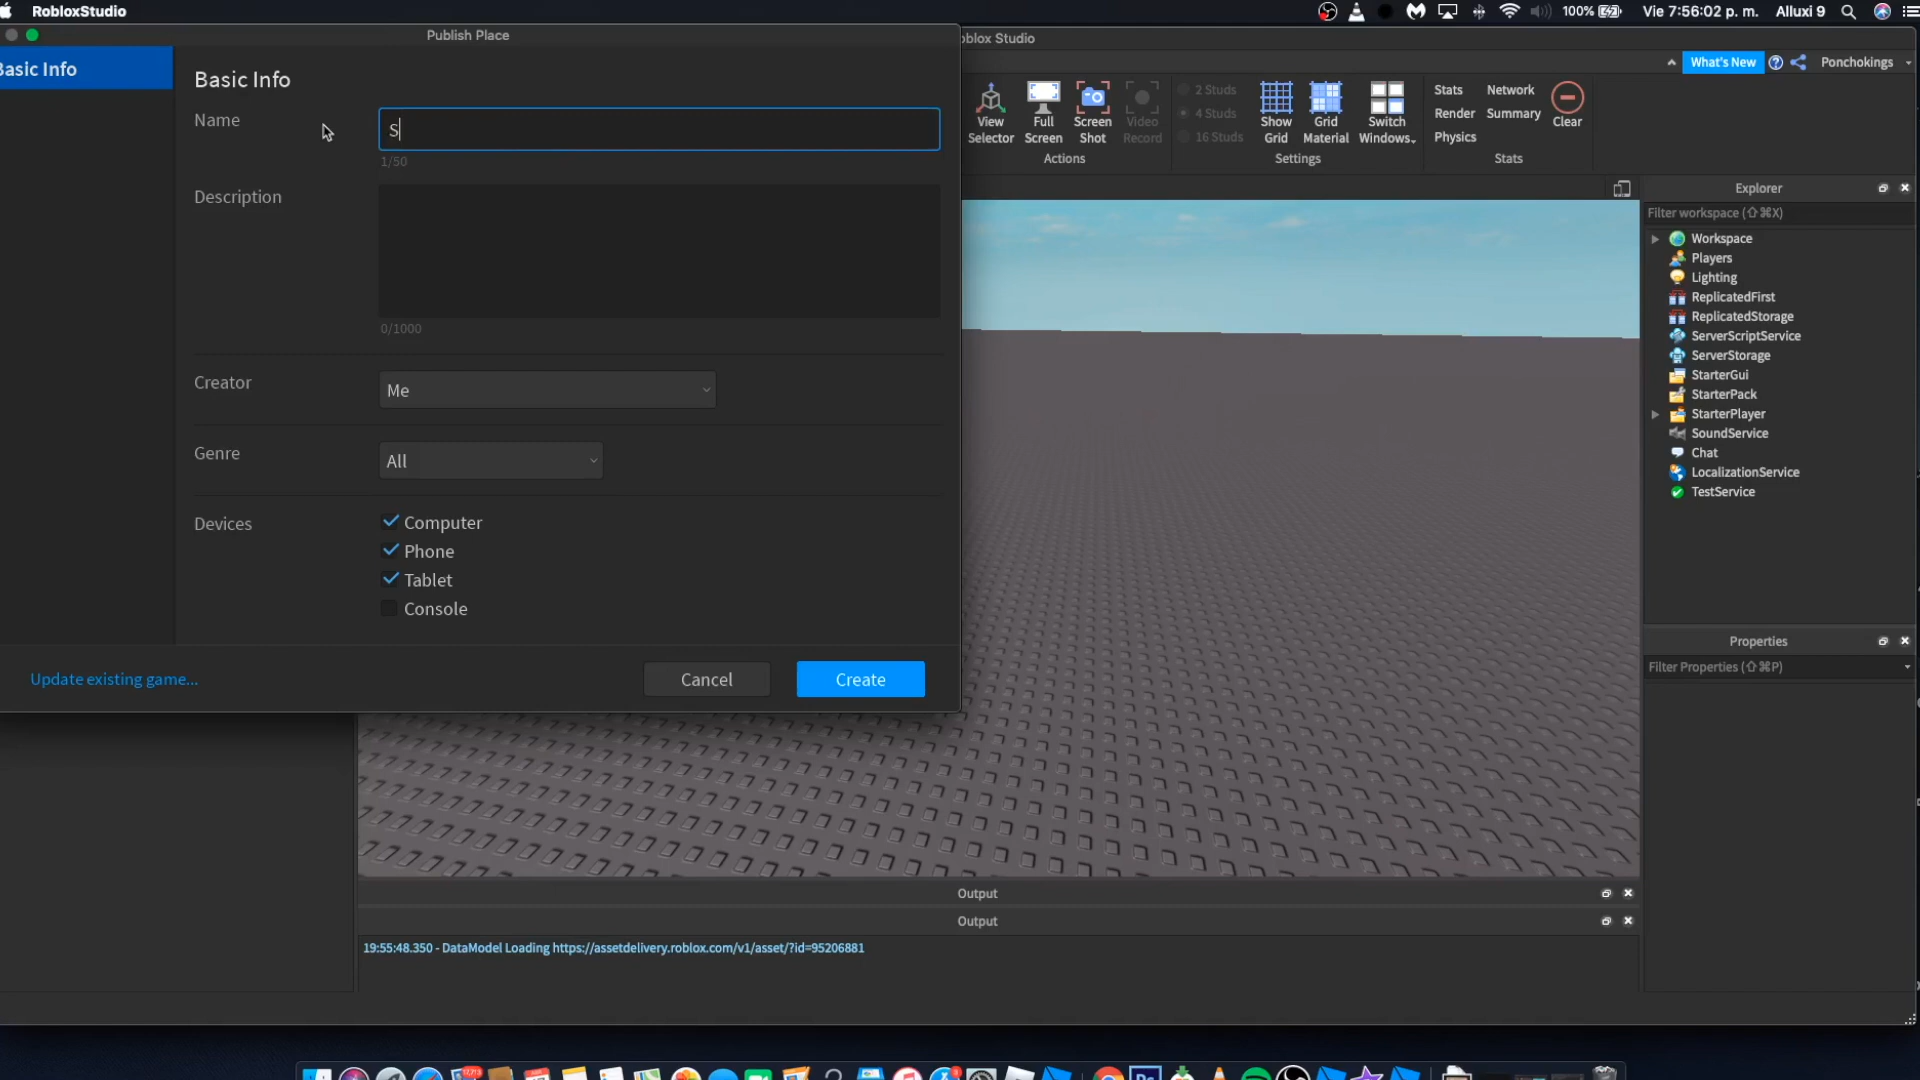 RobloxStudio
100%
Vie 7:56:02 p. m.
Alluxi 9
Publish Place
oblox Studio
Basic Info
Basic Info
Name
S
1/50
Description
0/1000
Creator
Me
Genre
All
Devices
Computer
Phone
Tablet
Console
Update existing game...
Cancel
Create
What's New
Ponchokings
View Selector
Full Screen
Screen Shot
Video Record
Actions
2 Studs
4 Studs
16 Studs
Show Grid
Grid Material
Switch Windows
Settings
Stats
Network
Render
Summary
Physics
Clear
Stats
Explorer
Filter workspace (⇧⌘X)
Workspace
Players
Lighting
ReplicatedFirst
ReplicatedStorage
ServerScriptService
ServerStorage
StarterGui
StarterPack
StarterPlayer
SoundService
Chat
LocalizationService
TestService
Properties
Filter Properties (⇧⌘P)
Output
Output
19:55:48.350 - DataModel Loading https://assetdelivery.roblox.com/v1/asset/?id=95206881